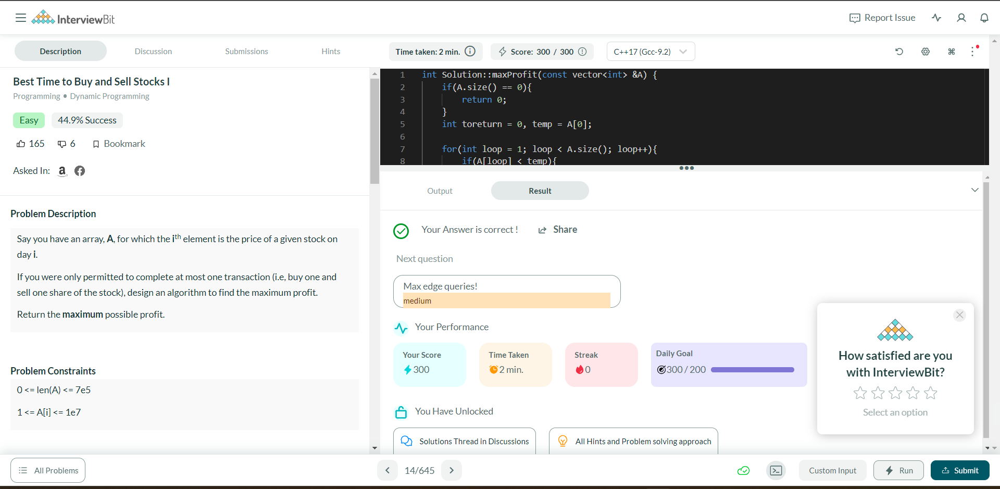 InterviewBit
Report Issue
Description
Discussion
Submissions
Hints
Time taken: 2 min.
Score: 300 / 300
C++17 (Gcc-9.2)
Best Time to Buy and Sell Stocks I
Programming • Dynamic Programming
Easy
44.9% Success
165
6
Bookmark
Asked In:
Problem Description
Say you have an array, A, for which the ith element is the price of a given stock on
day i.
If you were only permitted to complete at most one transaction (i.e, buy one and
sell one share of the stock), design an algorithm to find the maximum profit.
Return the maximum possible profit.
Problem Constraints
0 <= len(A) <= 7e5
1 <= A[i] <= 1e7
1 int Solution::maxProfit(const vector<int> &A) {
2 if(A.size() == 0){
3 return 0;
4 }
5 int toreturn = 0, temp = A[0];
6
7 for(int loop = 1; loop < A.size(); loop++){
8 if(A[loop] < temp){
Output
Result
Your Answer is correct !
Share
Next question
Max edge queries!
medium
Your Performance
Your Score
300
Time Taken
2 min.
Streak
0
Daily Goal
300 / 200
You Have Unlocked
Solutions Thread in Discussions
All Hints and Problem solving approach
How satisfied are you
with InterviewBit?
Select an option
All Problems
14/645
Custom Input
Run
Submit